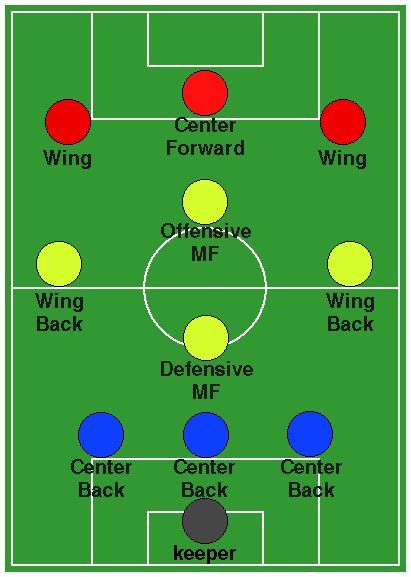 Center
Forward
Wing
Wing
Offensive
MF
Wing
Back
Wing
Back
Defensive
MF
Center
Back
Center
Back
Center
Back
keeper